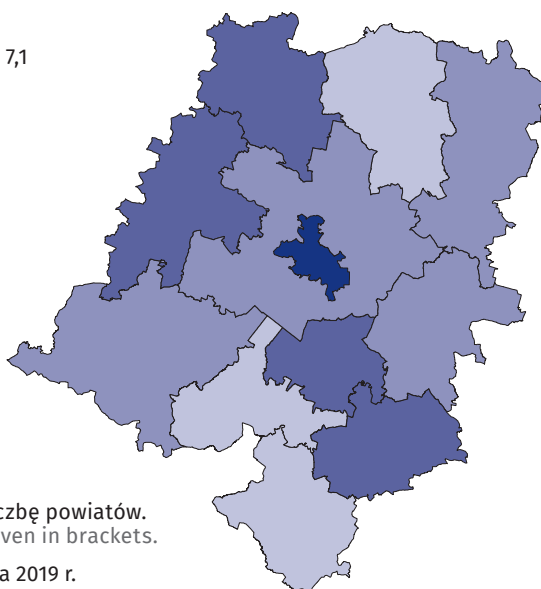 7,1
czbę powiatów.
ven in brackets.
a 2019 r.